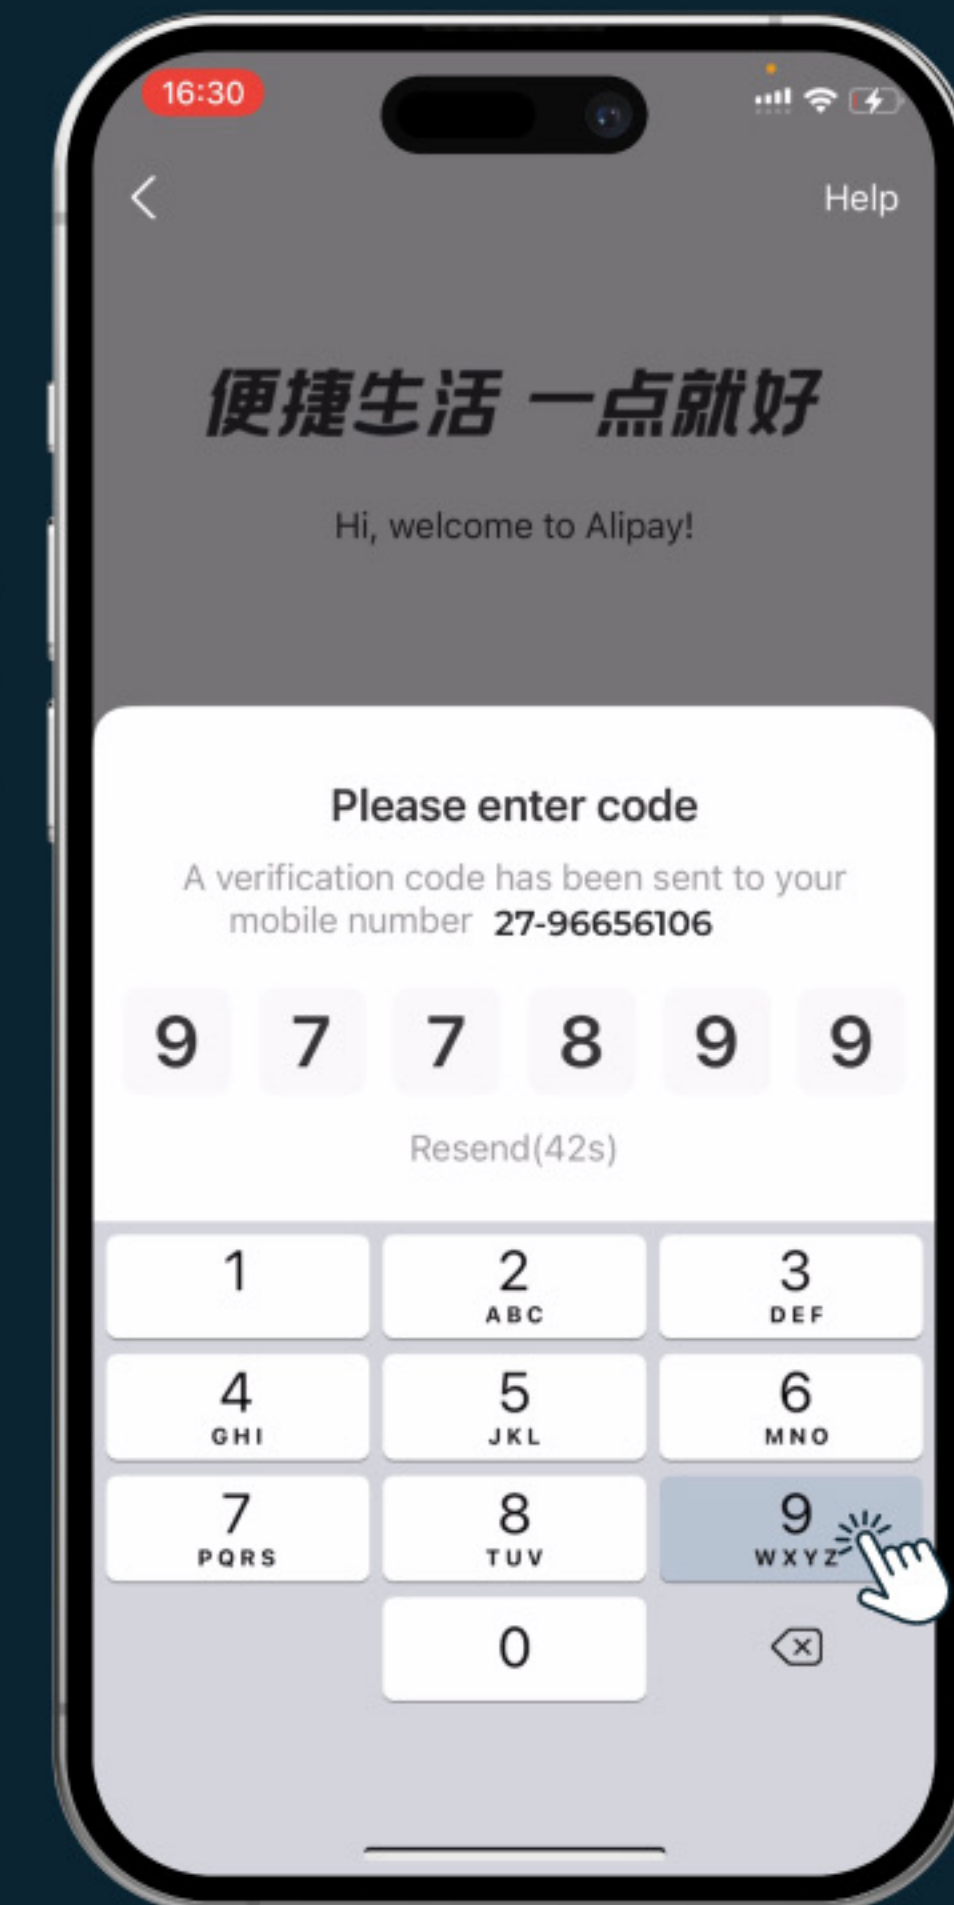 16:30
Help
便捷生活 一点就好
Hi, welcome to Alipay!
Please enter code
A verification code has been sent to your
mobile number 27-96656106
9 7 7 8 9 9
Resend(42s)
1 2 3
ABC DEF
4 5 6
GHI JKL MNO
7 8 9
PQRS TUV WXYZ
0